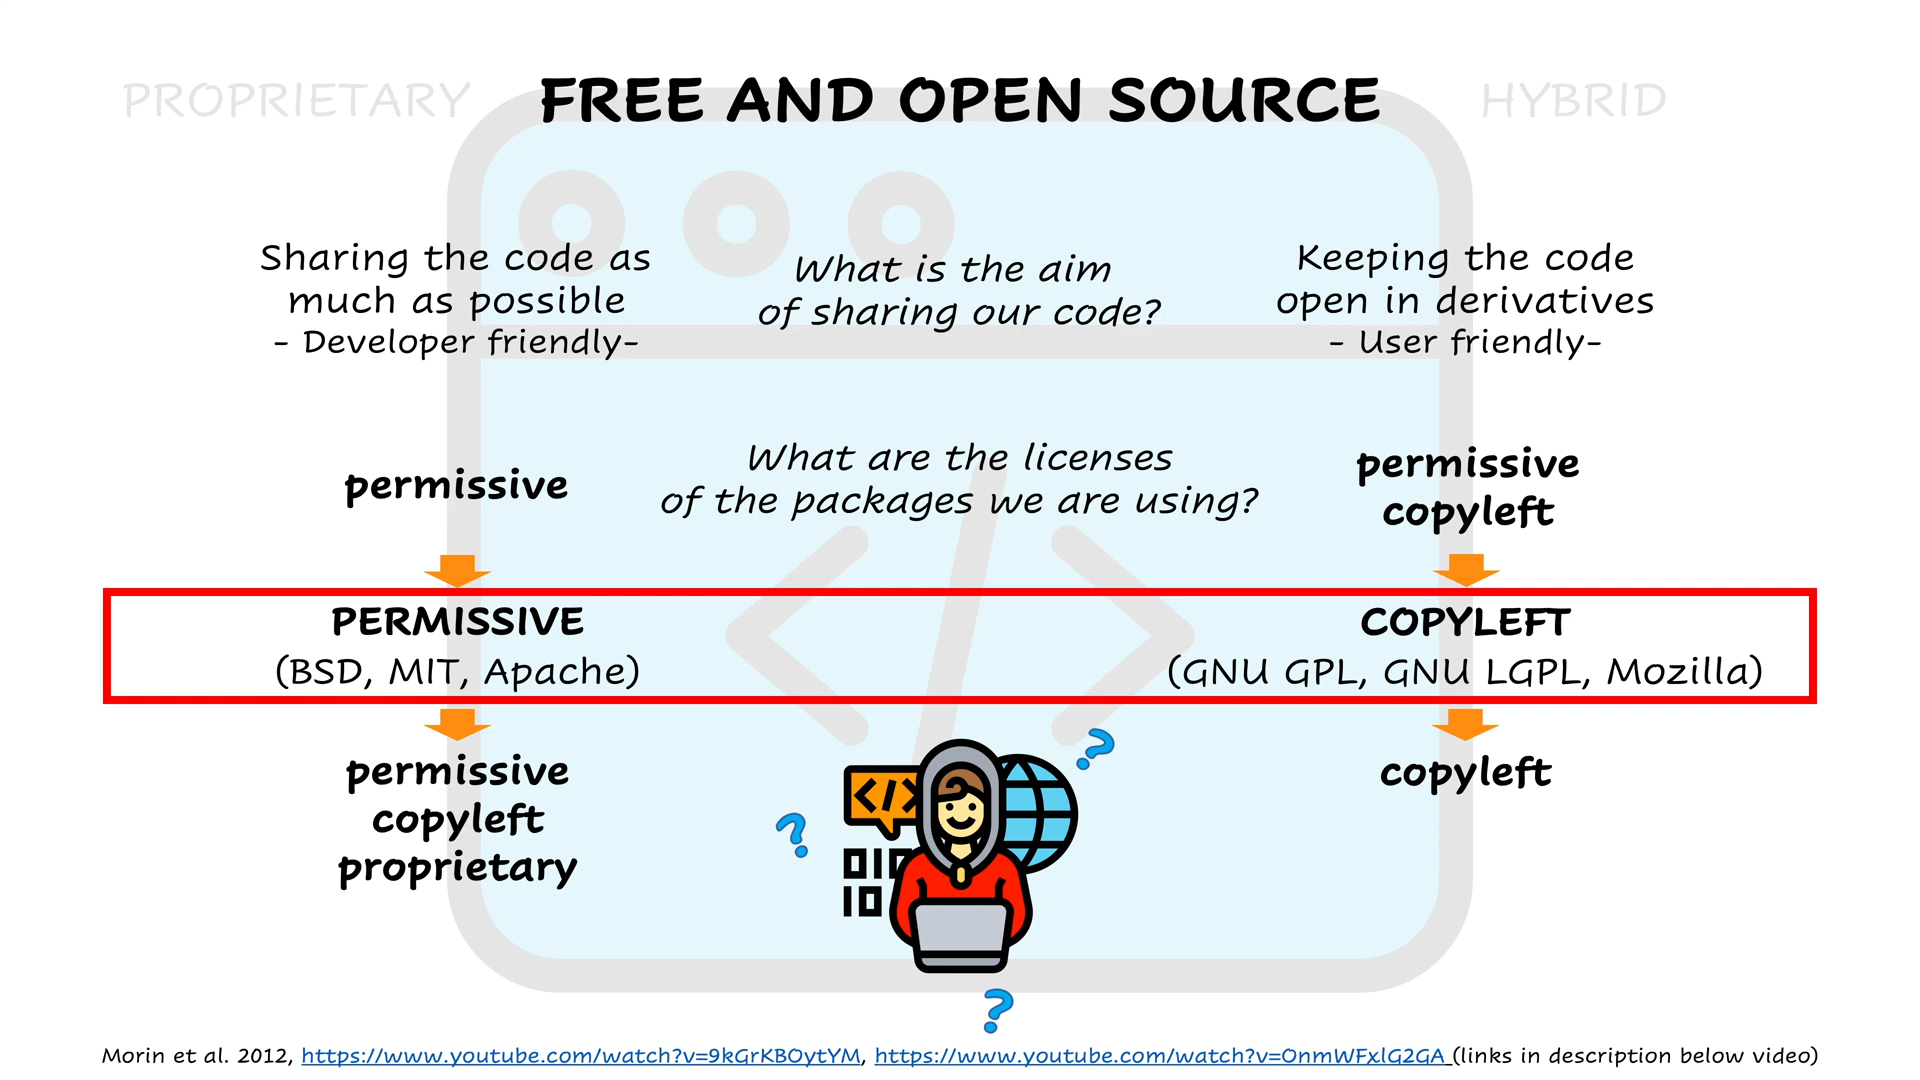 PROPRIETARY
FREE AND OPEN SOURCE
HYBRID
Sharing the code as
much as possible
- Developer friendly-
What is the aim
of sharing our code?
Keeping the code
open in derivatives
- User friendly-
permissive
What are the licenses
of the packages we are using?
permissive
copyleft
PERMISSIVE
(BSD, MIT, Apache)
COPYLEFT
(GNU GPL, GNU LGPL, Mozilla)
permissive
copyleft
proprietary
copyleft
?
?
</>
010
10
?
Morin et al. 2012, https://www.youtube.com/watch?v=9kGrKBOytYM, https://www.youtube.com/watch?v=OnmWFxlG2GA (links in description below video)